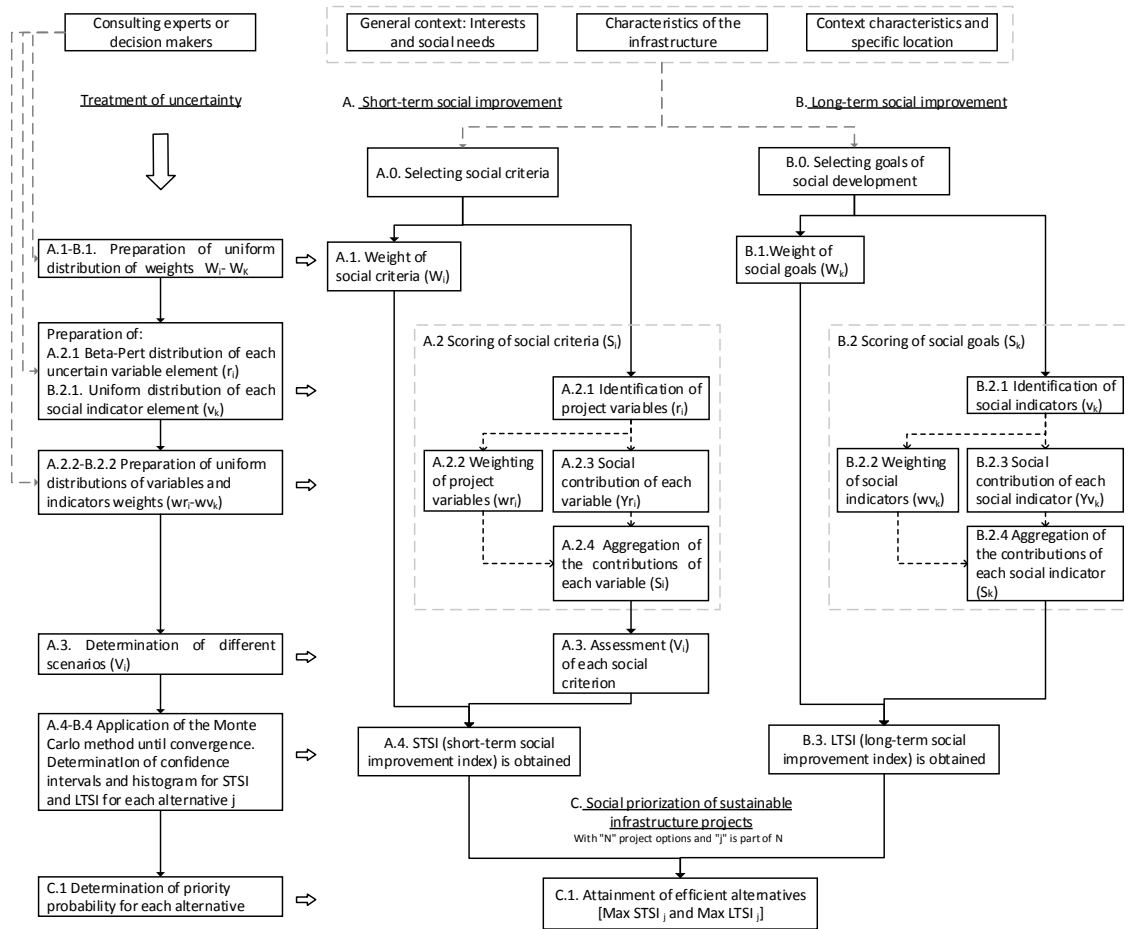 Consulting experts or
decision makers
General context: Interests
and social needs
Characteristics of the
infrastructure
Context characteristics and
specific location
Treatment of uncertainty
A. Short-term social improvement
B. Long-term social improvement
A.0. Selecting social criteria
B.0. Selecting goals of
social development
A.1-B.1. Preparation of uniform
distribution of weights Wi- Wk
A.1. Weight of
social criteria (Wi)
B.1.Weight of
social goals (Wk)
Preparation of:
A.2.1 Beta-Pert distribution of each
uncertain variable element (ri)
B.2.1. Uniform distribution of each
social indicator element (vk)
A.2 Scoring of social criteria (Si)
B.2 Scoring of social goals (Sk)
A.2.1 Identification of
project variables (ri)
B.2.1 Identification of
social indicators (vk)
A.2.2-B.2.2 Preparation of uniform
distributions of variables and
indicators weights (wri-wvk)
A.2.2 Weighting
of project
variables (wri)
A.2.3 Social
contribution of each
variable (Yri)
B.2.2 Weighting
of social
indicators (wvk)
B.2.3 Social
contribution of each
social indicator (Yvk)
A.2.4 Aggregation of
the contributions of
each variable (Si)
B.2.4 Aggregation of
the contributions of
each social indicator
(Sk)
A.3. Determination of different
scenarios (Vi)
A.3. Assessment (Vi)
of each social
criterion
A.4-B.4 Application of the Monte
Carlo method until convergence.
Determination of confidence
intervals and histogram for STSI
and LTSI for each alternative j
A.4. STSI (short-term social
improvement index) is obtained
B.3. LTSI (long-term social
improvement index) is obtained
C. Social priorization of sustainable
infrastructure projects
With "N" project options and "j" is part of N
C.1 Determination of priority
probability for each alternative
C.1. Attainment of efficient alternatives
[Max STSI j and Max LTSI j]